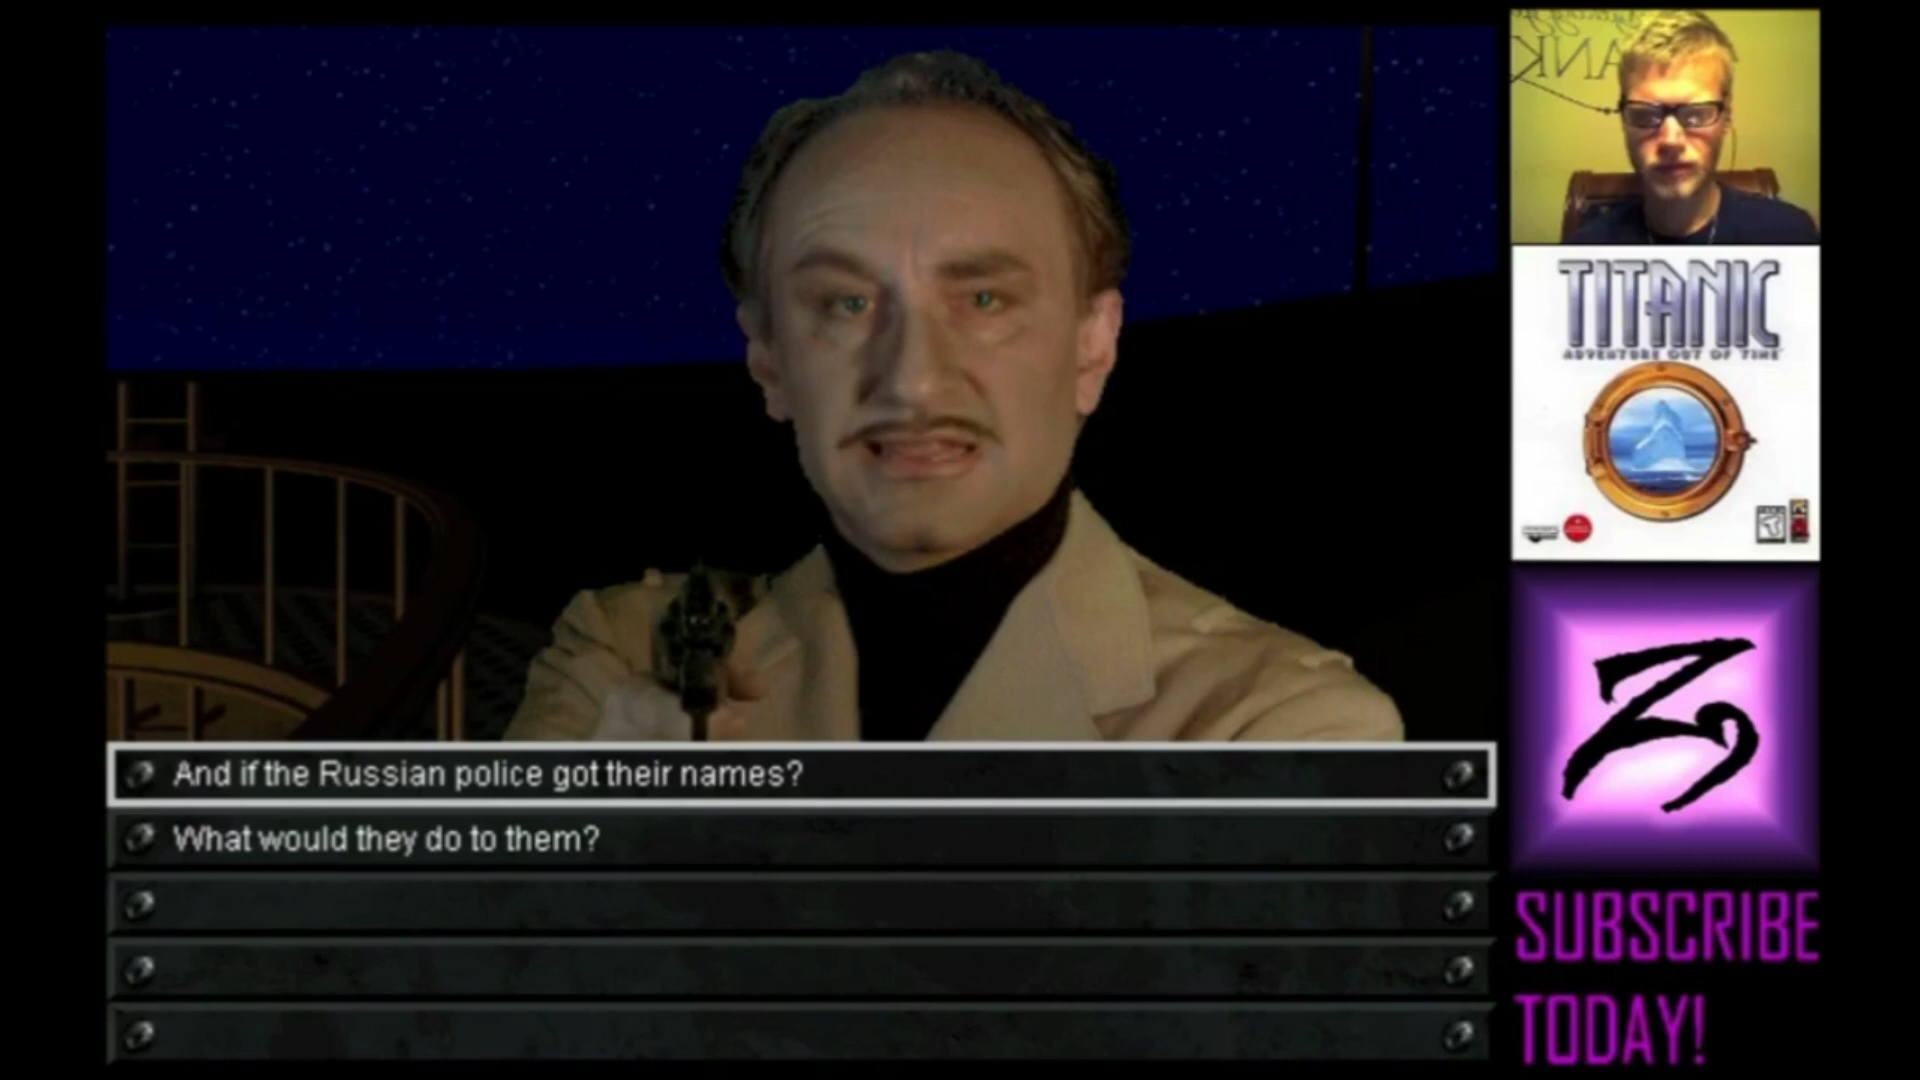 And if the Russian police got their names?
What would they do to them?
TITANIC
ADVENTURE OUT OF TIME
SUBSCRIBE
TODAY!